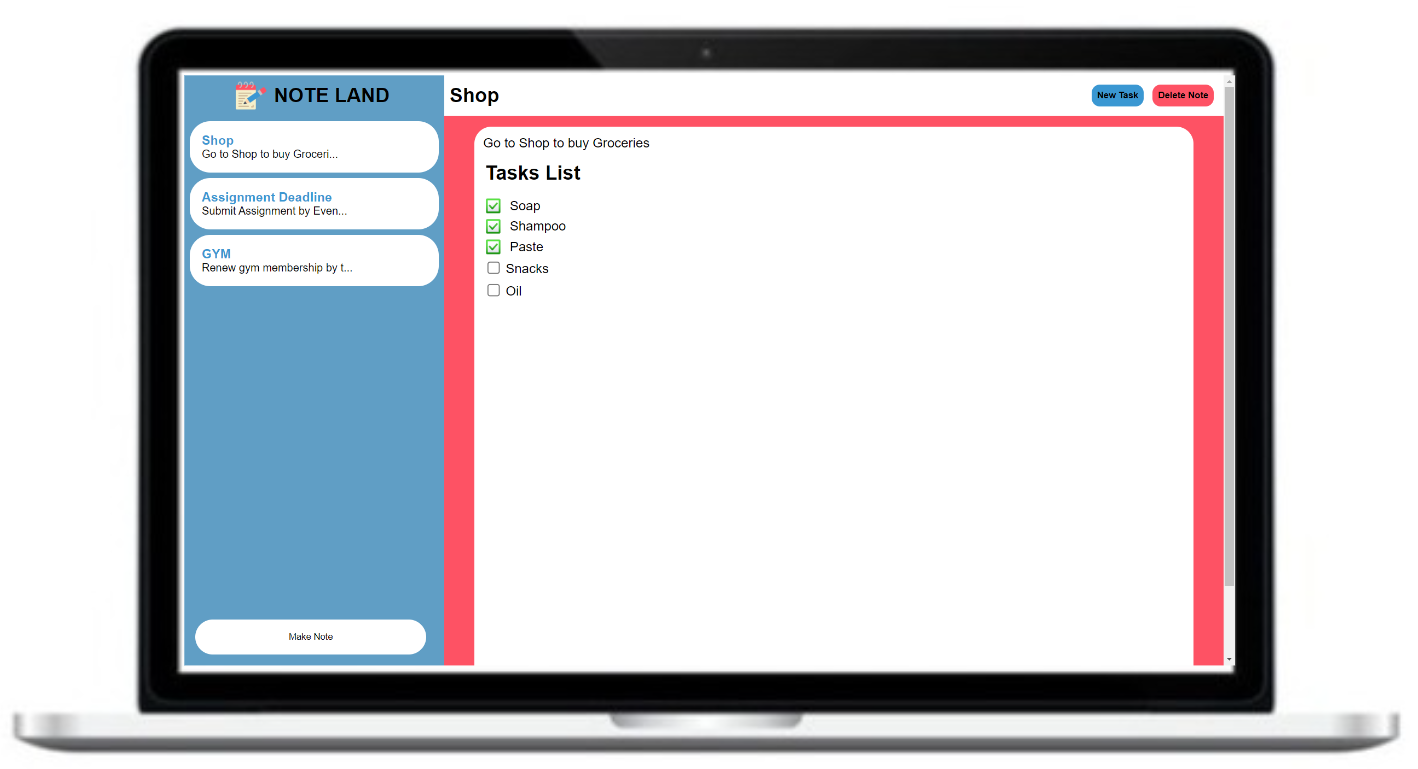 NOTE LAND
Shop
Go to Shop to buy Groceri...
Assignment Deadline
Submit Assignment by Even...
GYM
Renew gym membership by t...
Make Note
Shop
New Task
Delete Note
Go to Shop to buy Groceries
Tasks List
Soap
Shampoo
Paste
Snacks
Oil